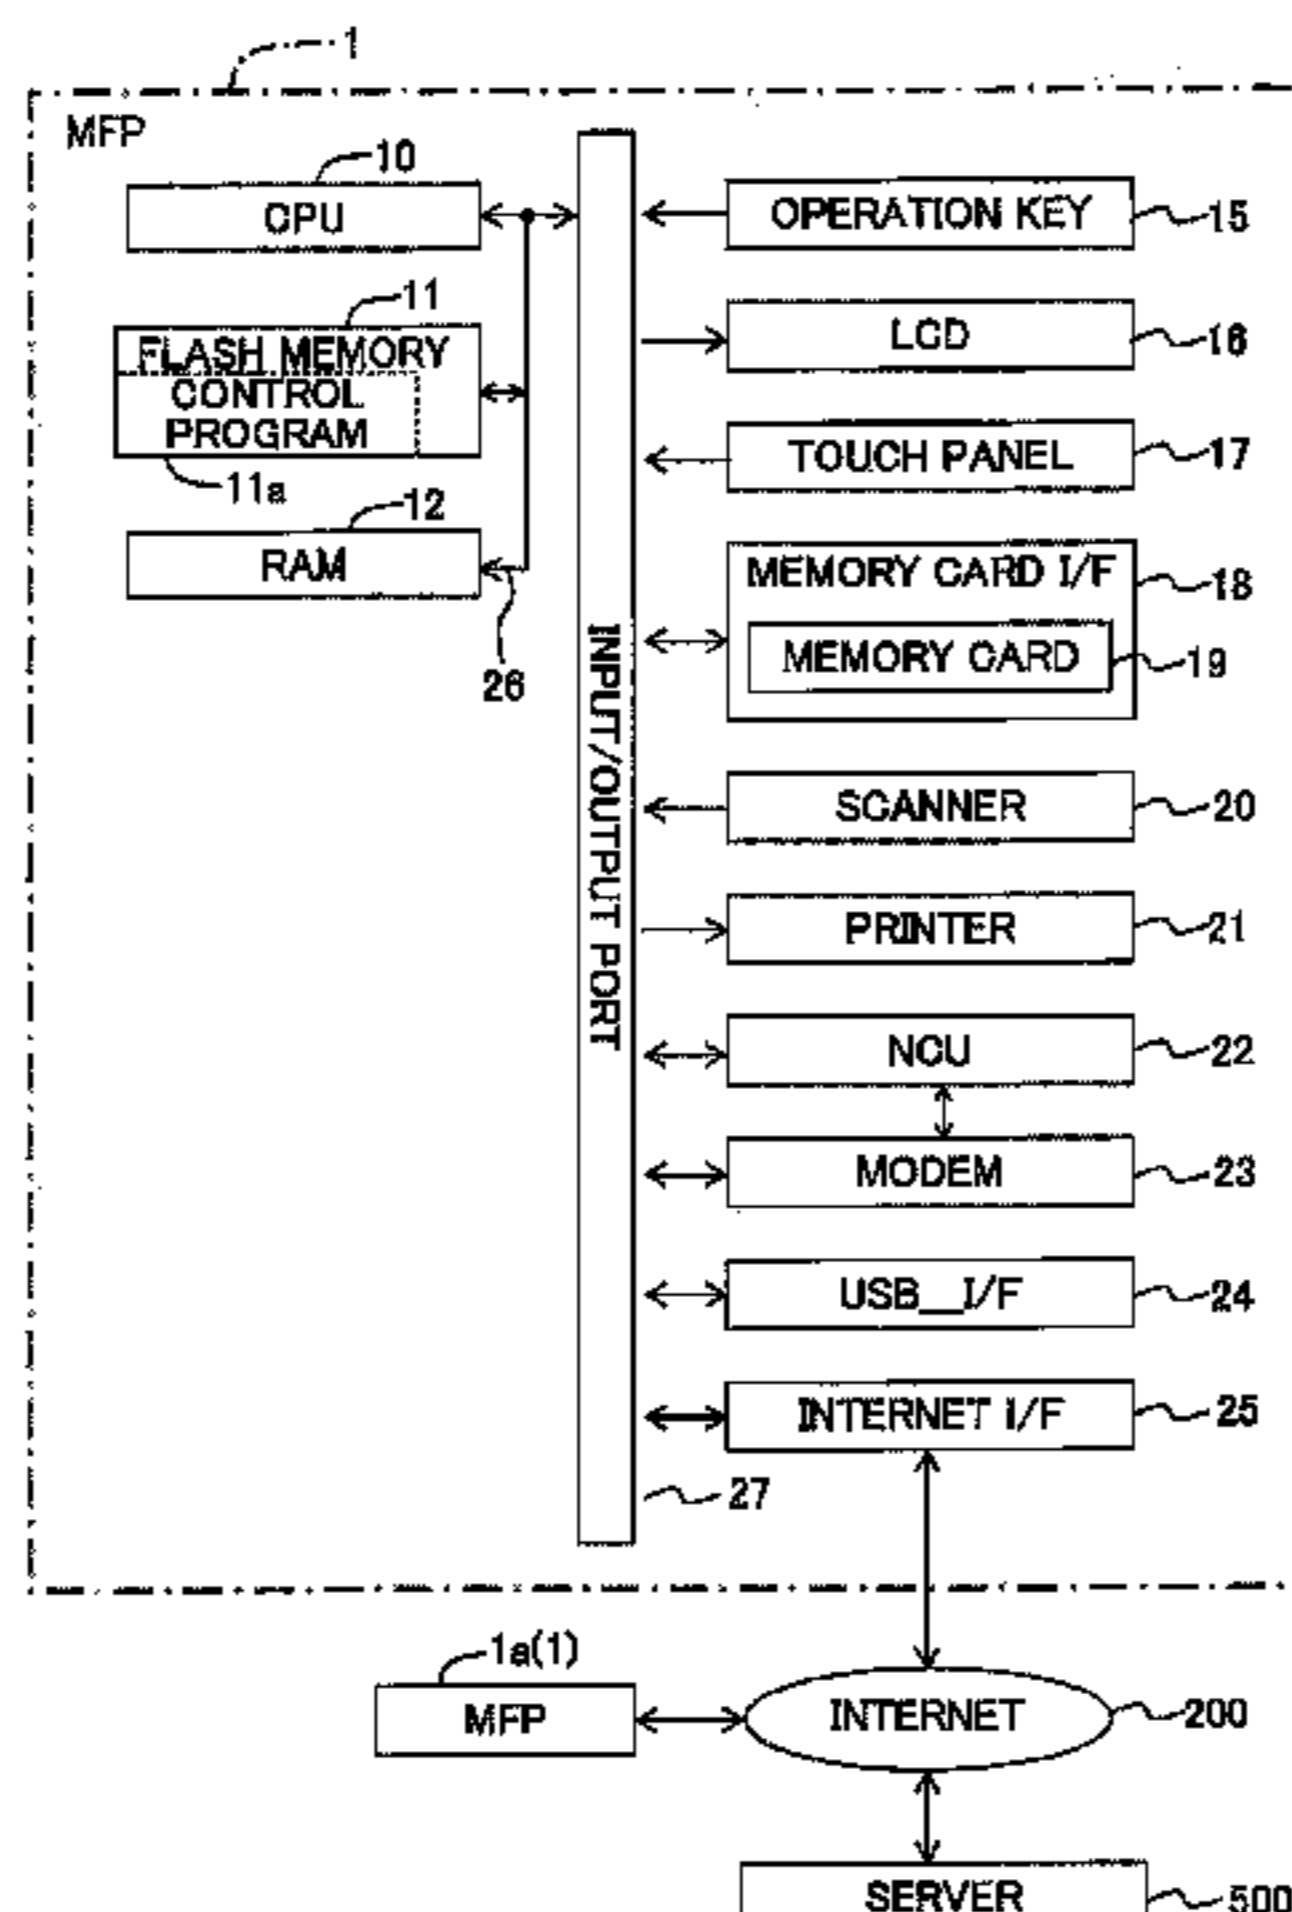 1
MFP
10
CPU
11
FLASH MEMORY
CONTROL
PROGRAM
11a
12
RAM
26
INPUT/OUTPUT PORT
OPERATION KEY
15
LCD
16
TOUCH PANEL
17
MEMORY CARD I/F
18
MEMORY CARD
19
SCANNER
20
PRINTER
21
NCU
22
MODEM
23
USB_I/F
24
INTERNET I/F
25
27
1a(1)
MFP
INTERNET
200
SERVER
500